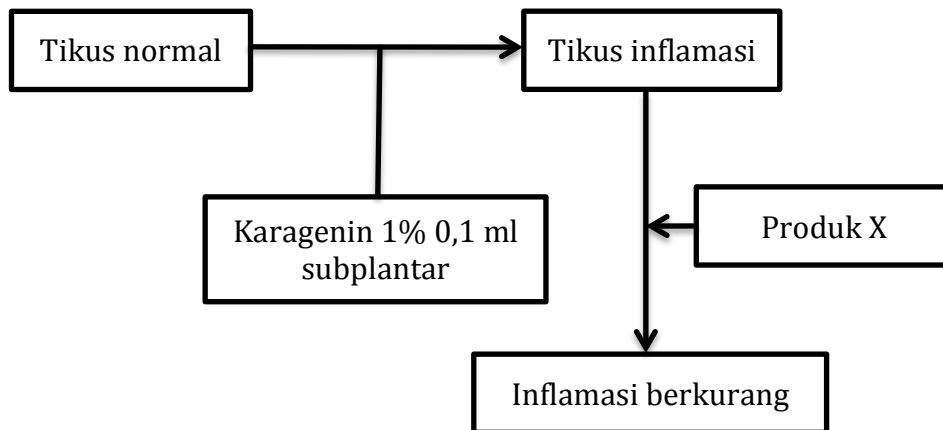 Tikus normal
Tikus inflamasi
Karagenin 1% 0,1 ml
subplantar
Produk X
Inflamasi berkurang